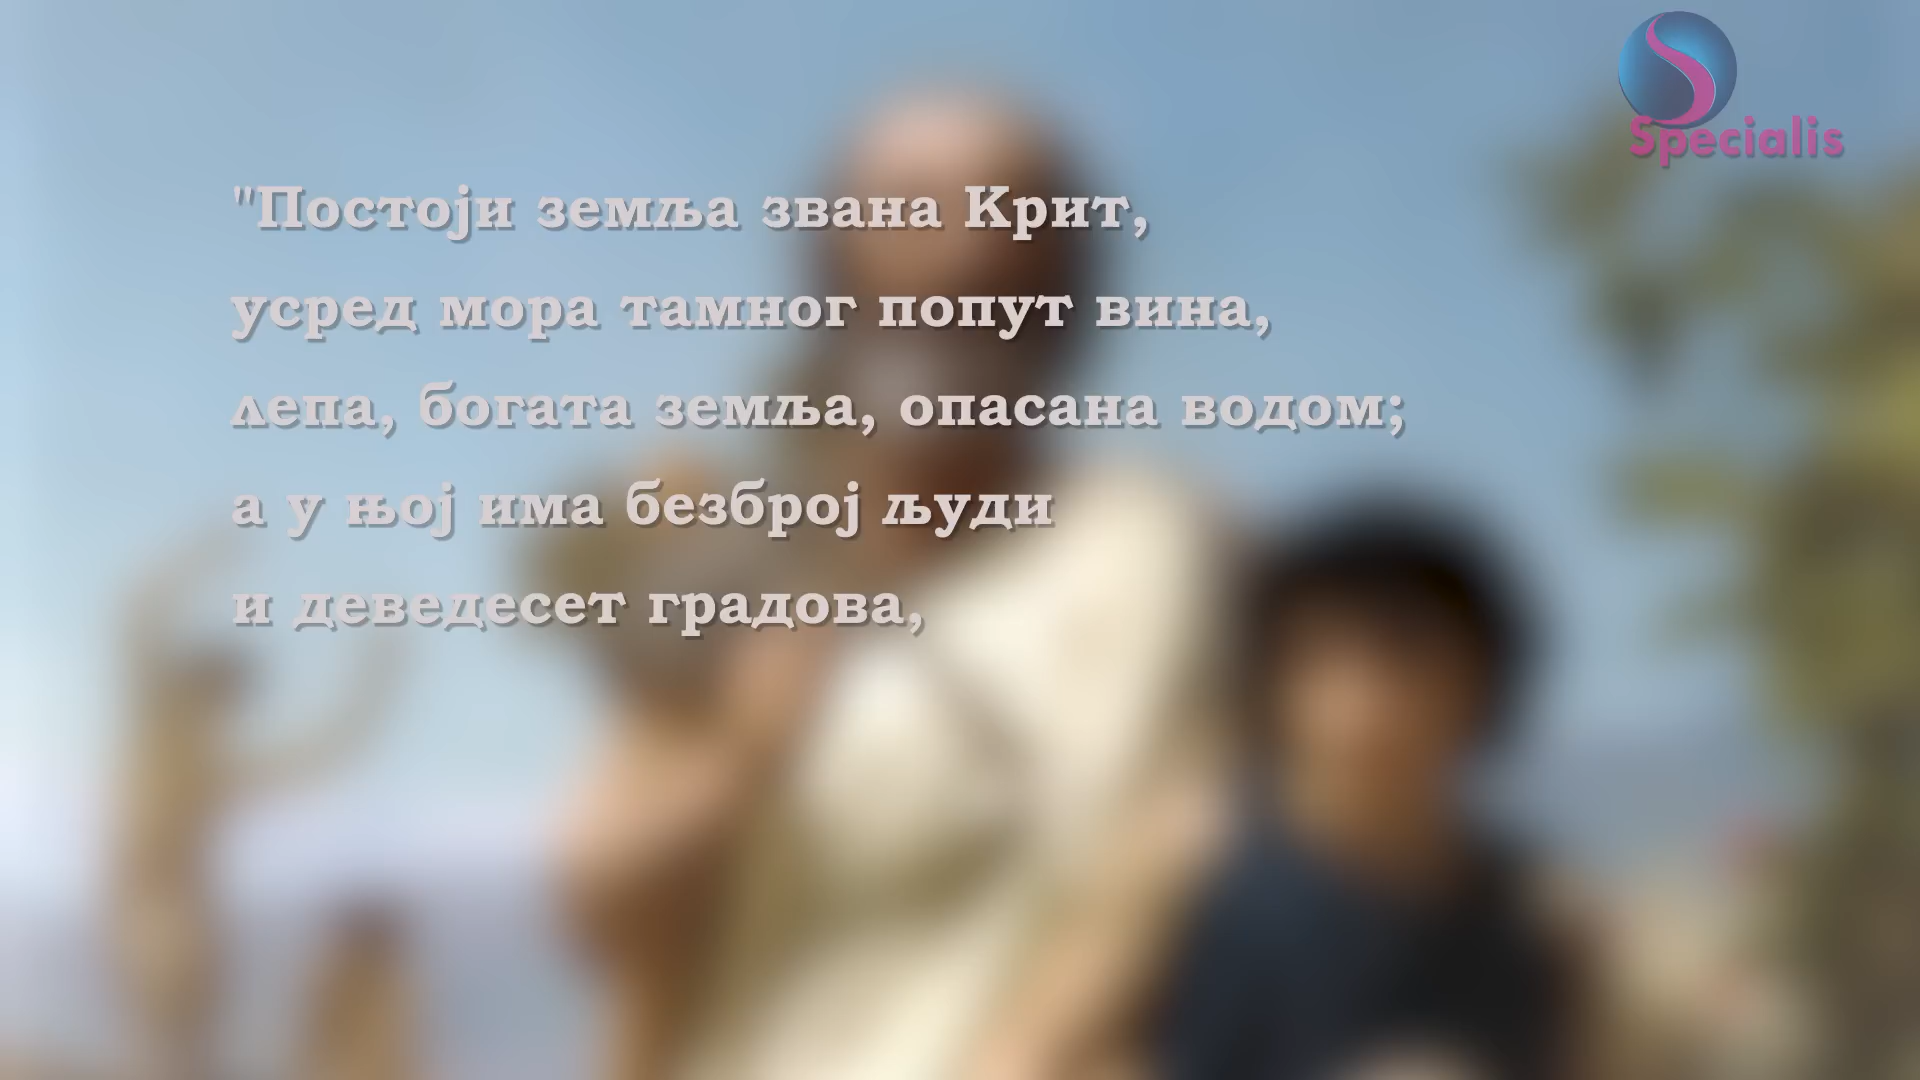 Specialis
"Постоји земља звана Крит,
усред мора тамног попут вина,
лепа, богата земља, опасана водом;
а у њој има безброј људи
и деведесет градова,